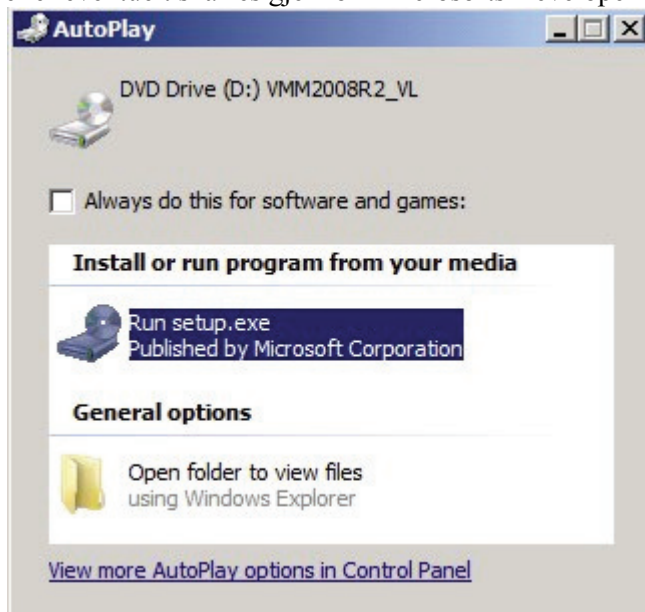 AutoPlay
DVD Drive (D:) VMM2008R2_VL
Always do this for software and games:
Install or run program from your media
Run setup.exe
Published by Microsoft Corporation
General options
Open folder to view files
using Windows Explorer
View more AutoPlay options in Control Panel